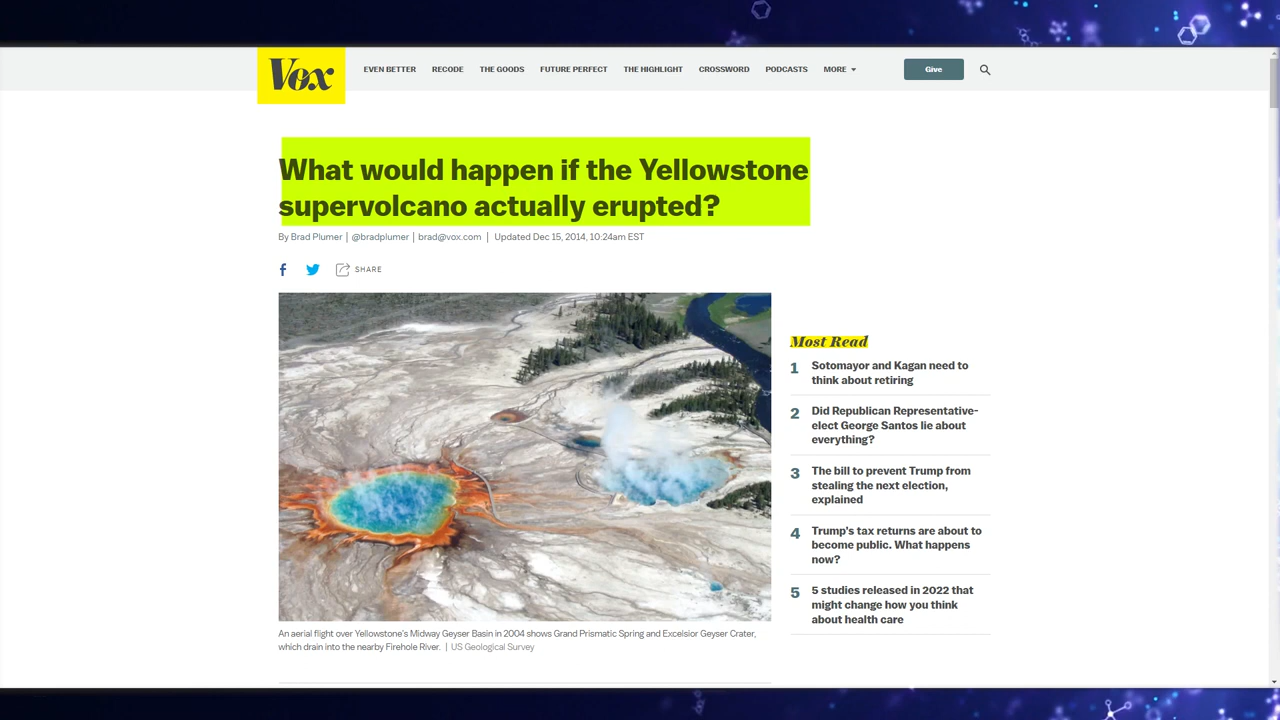 Vox
EVEN BETTER RECODE THE GOODS FUTURE PERFECT THE HIGHLIGHT CROSSWORD PODCASTS MORE Give
What would happen if the Yellowstone
supervolcano actually erupted?
By Brad Plumer | @bradplumer | brad@vox.com | Updated Dec 15, 2014, 10:24am EST
SHARE
An aerial flight over Yellowstone's Midway Geyser Basin in 2004 shows Grand Prismatic Spring and Excelsior Geyser Crater,
which drain into the nearby Firehole River. | US Geological Survey
Most Read
1 Sotomayor and Kagan need to
think about retiring
2 Did Republican Representative-
elect George Santos lie about
everything?
3 The bill to prevent Trump from
stealing the next election,
explained
4 Trump's tax returns are about to
become public. What happens
now?
5 5 studies released in 2022 that
might change how you think
about health care